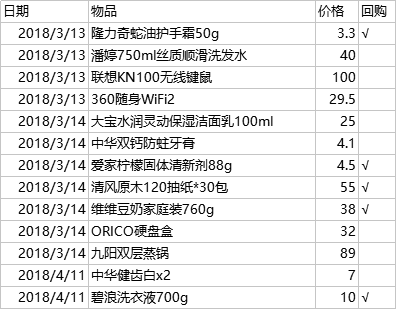 日期 物品 价格 回购
2018/3/13 隆力奇蛇油护手霜50g 3.3 √
2018/3/13 潘婷750ml丝质顺滑洗发水 40
2018/3/13 联想KN100无线键鼠 100
2018/3/13 360随身WiFi2 29.5
2018/3/14 大宝水润灵动保湿洁面乳100ml 25
2018/3/14 中华双钙防蛀牙膏 4.1
2018/3/14 爱家柠檬固体清新剂88g 4.5 √
2018/3/14 清风原木120抽纸*30包 55 √
2018/3/14 维维豆奶家庭装760g 38 √
2018/3/14 ORICO硬盘盒 32
2018/3/14 九阳双层蒸锅 89
2018/4/11 中华健齿白x2 7
2018/4/11 碧浪洗衣液700g 10 √